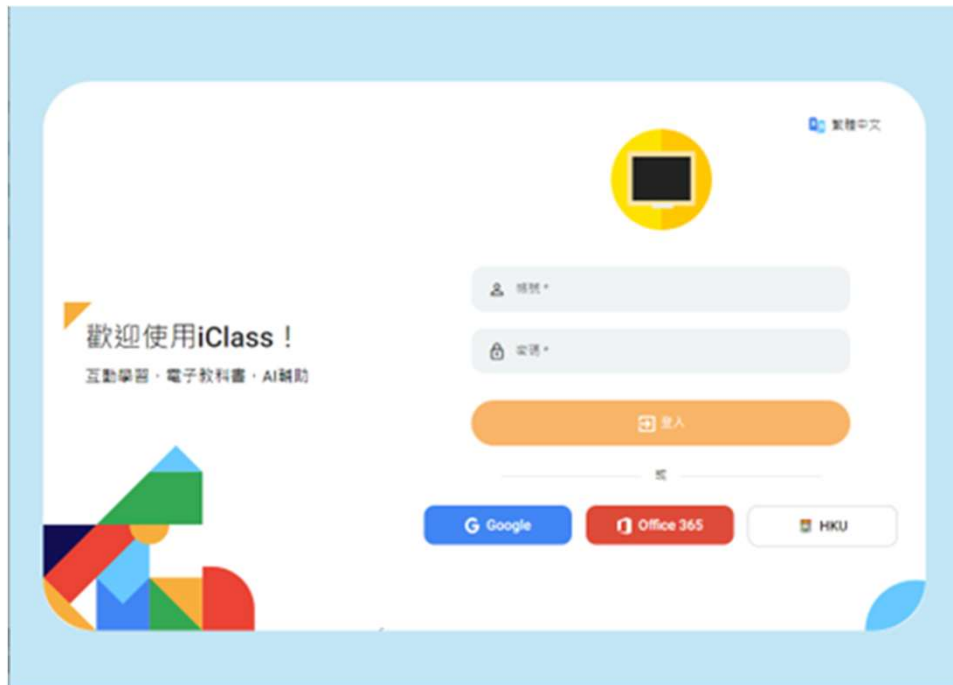 繁體中文
歡迎使用iClass！
互動學習，電子教科書，AI輔助
帳號 *
密碼 *
登入
或
Google
Office 365
HKU